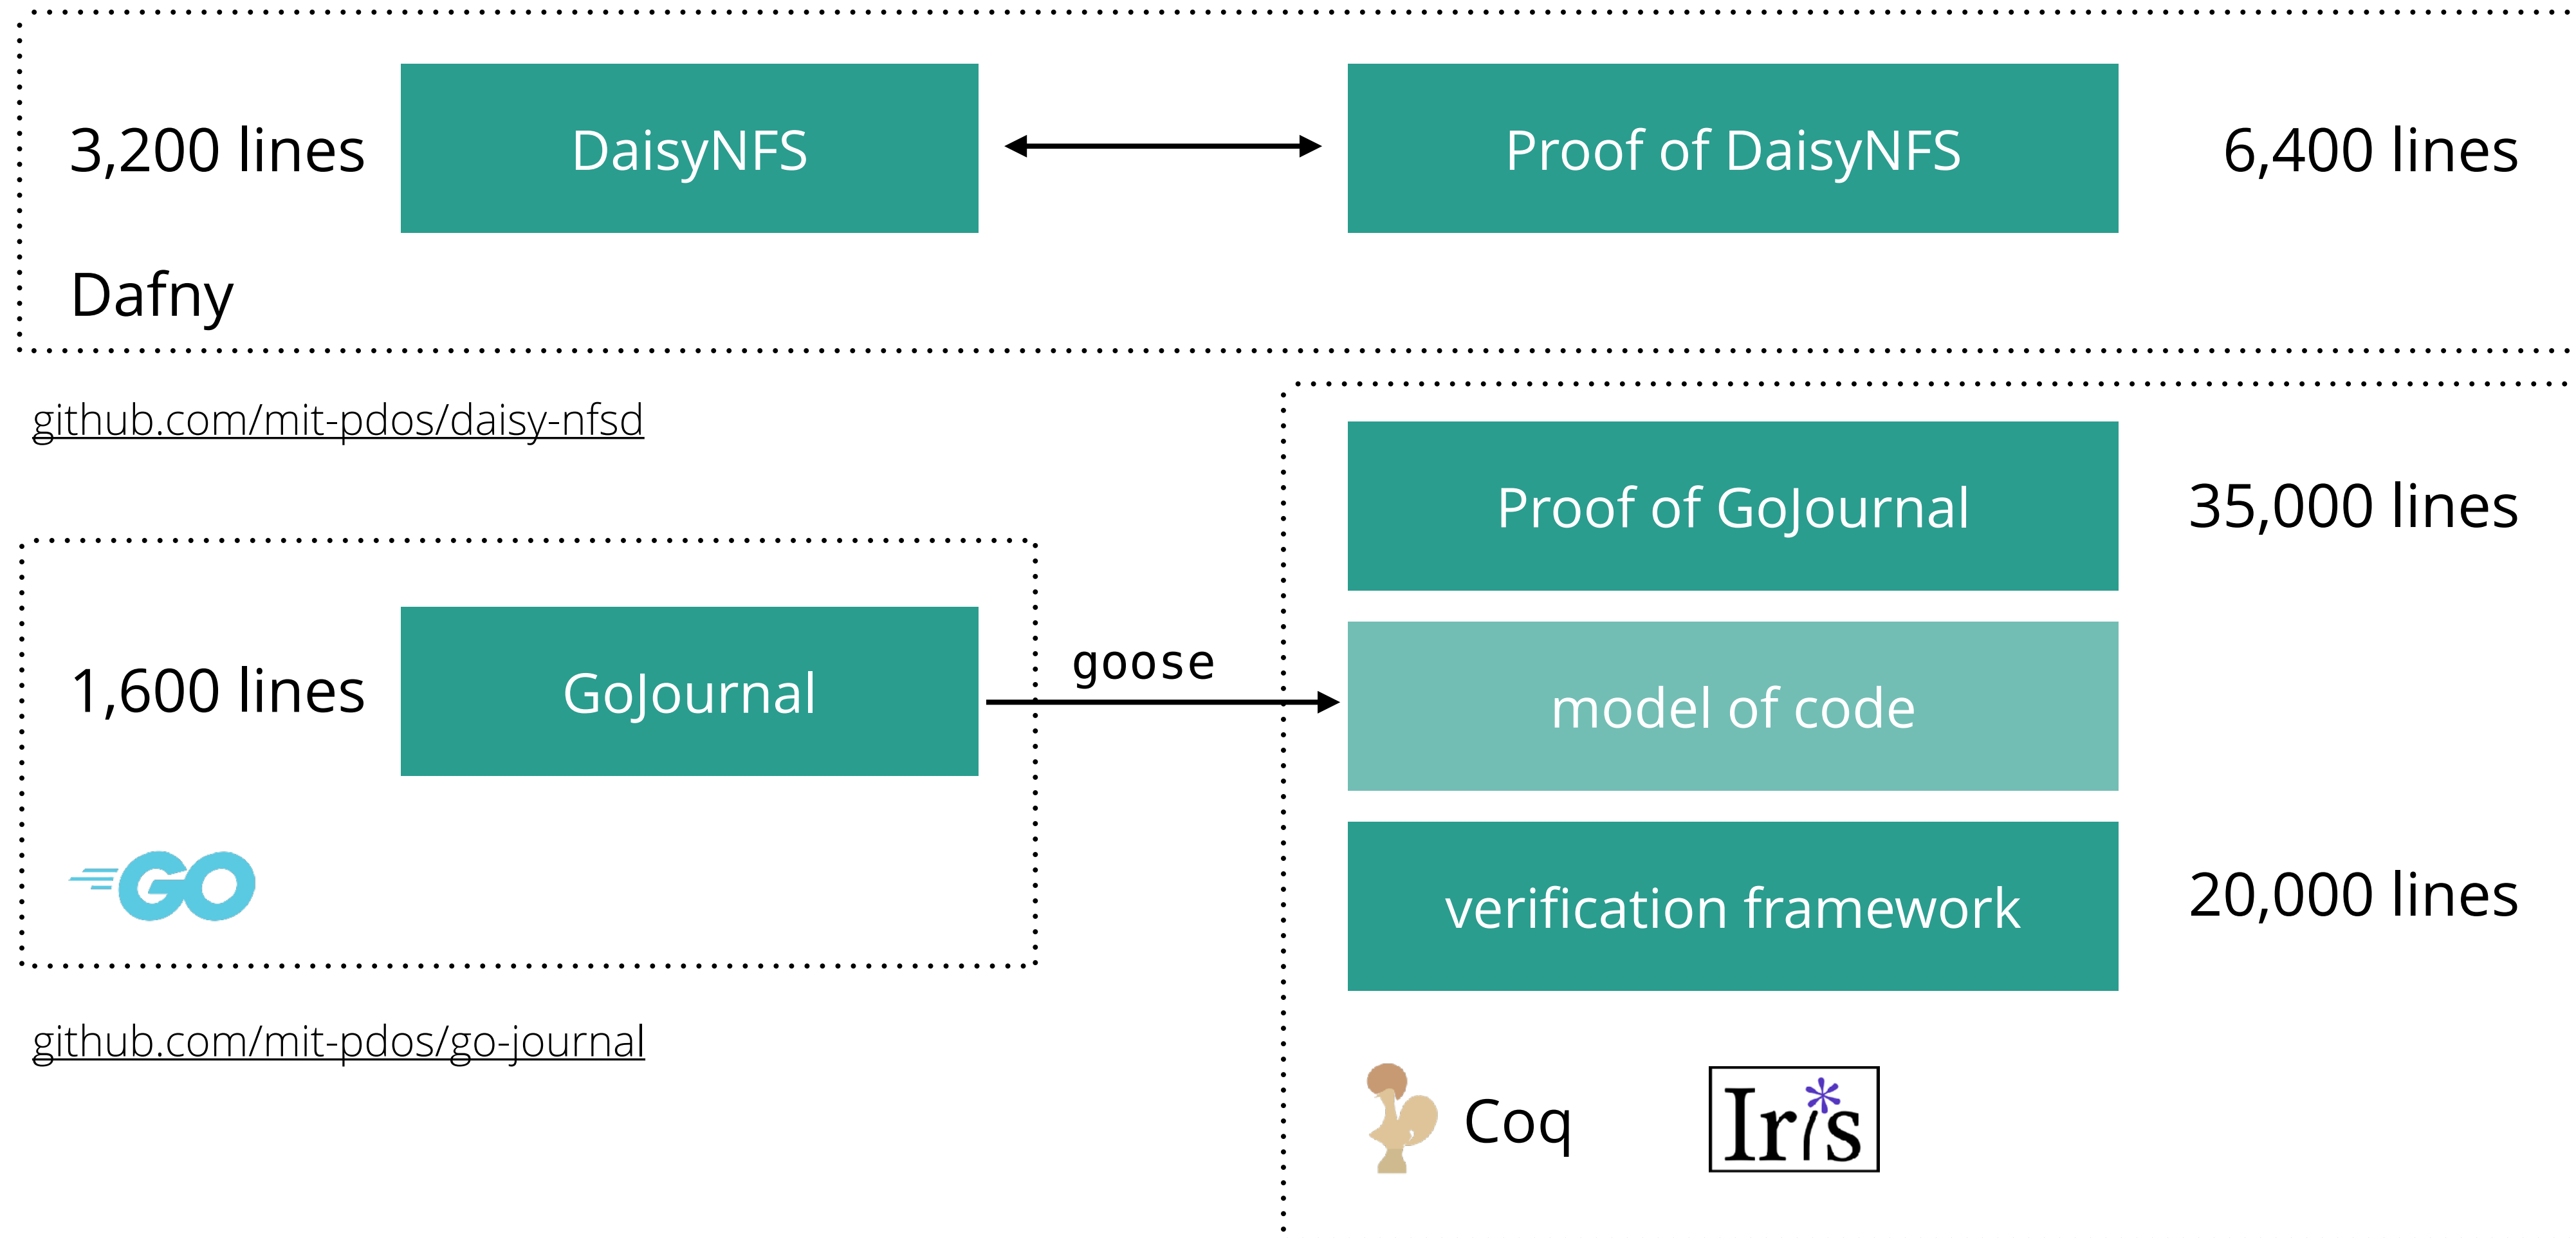 3,200 lines
DaisyNFS
Proof of DaisyNFS
6,400 lines
Dafny
github.com/mit-pdos/daisy-nfsd
Proof of GoJournal
35,000 lines
1,600 lines
GoJournal
goose
model of code
GO
verification framework
20,000 lines
github.com/mit-pdos/go-journal
Coq
Iris